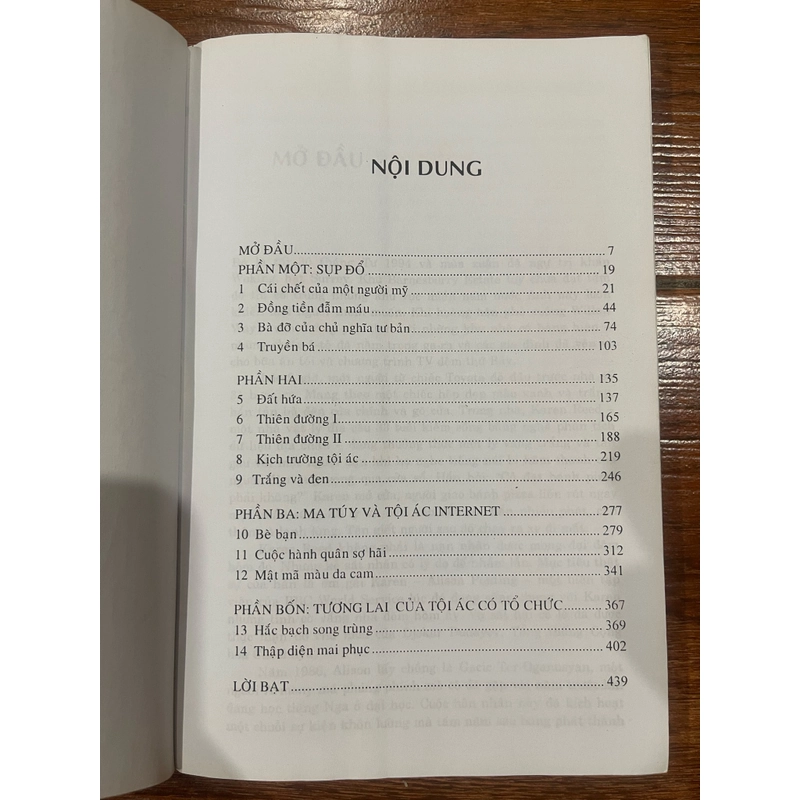 NỘI DUNG
MỞ ĐẦU 7
PHẦN MỘT: SỤP ĐỔ 19
1 Cái chết của một người mỹ 21
2 Đồng tiền đẫm máu 44
3 Bà đỡ của chủ nghĩa tư bản 74
4 Truyền bá 103
PHẦN HAI 135
5 Đất hứa 137
6 Thiên đường I 165
7 Thiên đường II 188
8 Kịch trường tội ác 219
9 Trắng và đen 246
PHẦN BA: MA TÚY VÀ TỘI ÁC INTERNET 277
10 Bè bạn 279
11 Cuộc hành quân sợ hãi 312
12 Mật mã màu da cam 341
PHẦN BỐN: TƯƠNG LAI CỦA TỘI ÁC CÓ TỔ CHỨC 367
13 Hắc bạch song trùng 369
14 Thập diện mai phục 402
LỜI BẠT 439